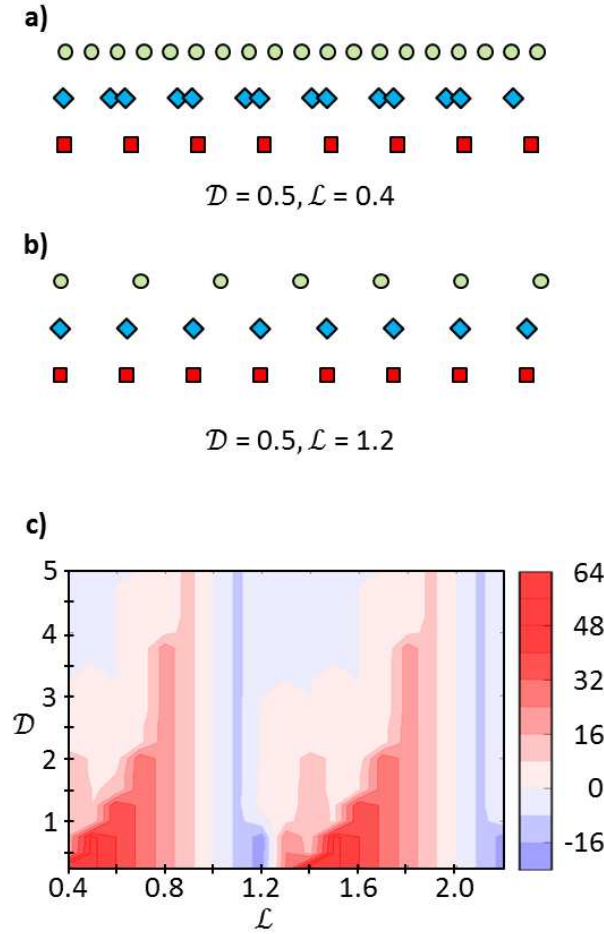 a)
𝒟 = 0.5, ℒ = 0.4
b)
𝒟 = 0.5, ℒ = 1.2
c)
5
4
3
2
1
𝒟
0.4
0.8
1.2
1.6
2.0
ℒ
64
48
32
16
0
-16